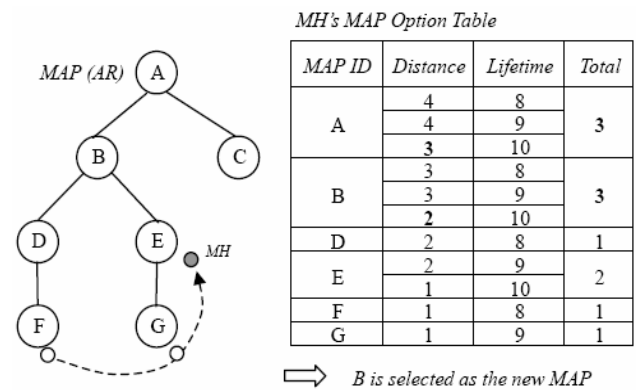 MH's MAP Option Table
MAP (AR)
A
B
C
D
E
MH
F
G
MAP ID Distance Lifetime Total
A 4 8 3
4 9
3 10
B 3 8 3
3 9
2 10
D 2 8 1
E 2 9 2
1 10
F 1 8 1
G 1 9 1
B is selected as the new MAP